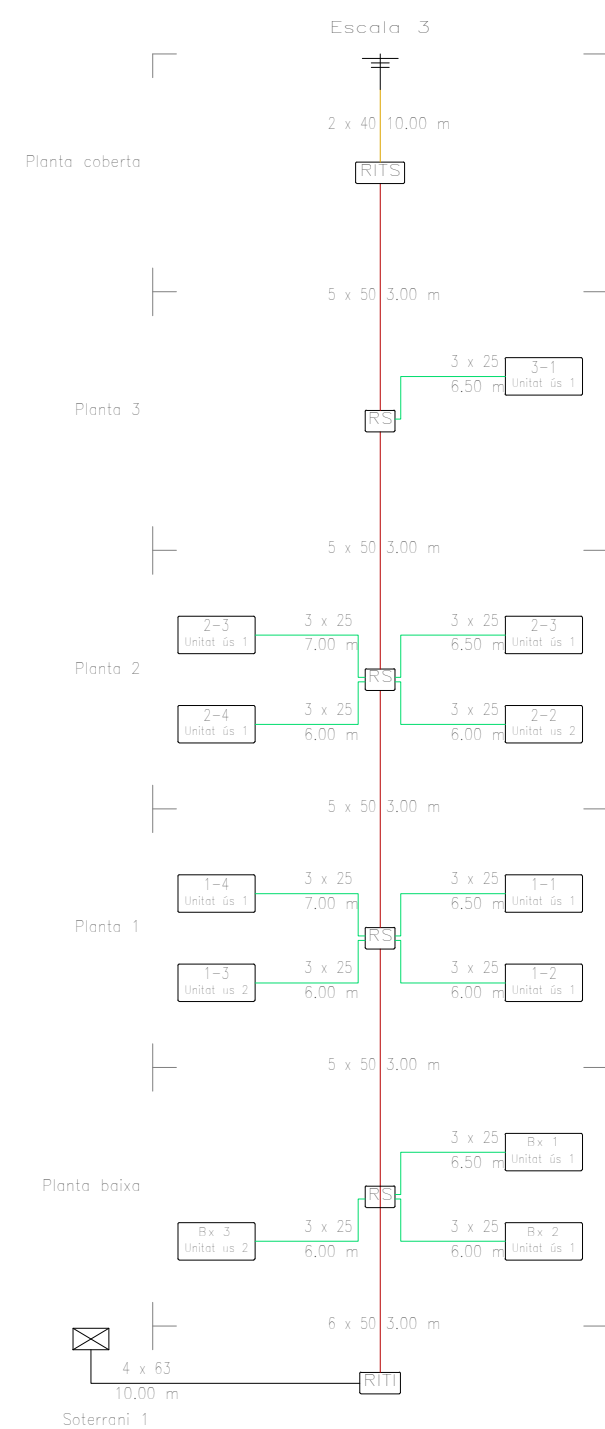 Escala 3
2 x 40 10.00 m
Planta coberta
RITS
5 x 50 3.00 m
3 x 25
6.50 m
3-1
Unitat ús 1
Planta 3
RS
5 x 50 3.00 m
2-3
Unitat ús 1
3 x 25
7.00 m
3 x 25
6.50 m
2-3
Unitat ús 1
Planta 2
RS
2-4
Unitat ús 1
3 x 25
6.00 m
3 x 25
6.00 m
2-2
Unitat us 2
5 x 50 3.00 m
1-4
Unitat ús 1
3 x 25
7.00 m
3 x 25
6.50 m
1-1
Unitat ús 1
Planta 1
RS
1-3
Unitat us 2
3 x 25
6.00 m
3 x 25
6.00 m
1-2
Unitat ús 1
5 x 50 3.00 m
3 x 25
6.50 m
Bx 1
Unitat ús 1
Planta baixa
RS
Bx 3
Unitat us 2
3 x 25
6.00 m
3 x 25
6.00 m
Bx 2
Unitat ús 1
6 x 50 3.00 m
4 x 63
10.00 m
RITI
Soterrani 1